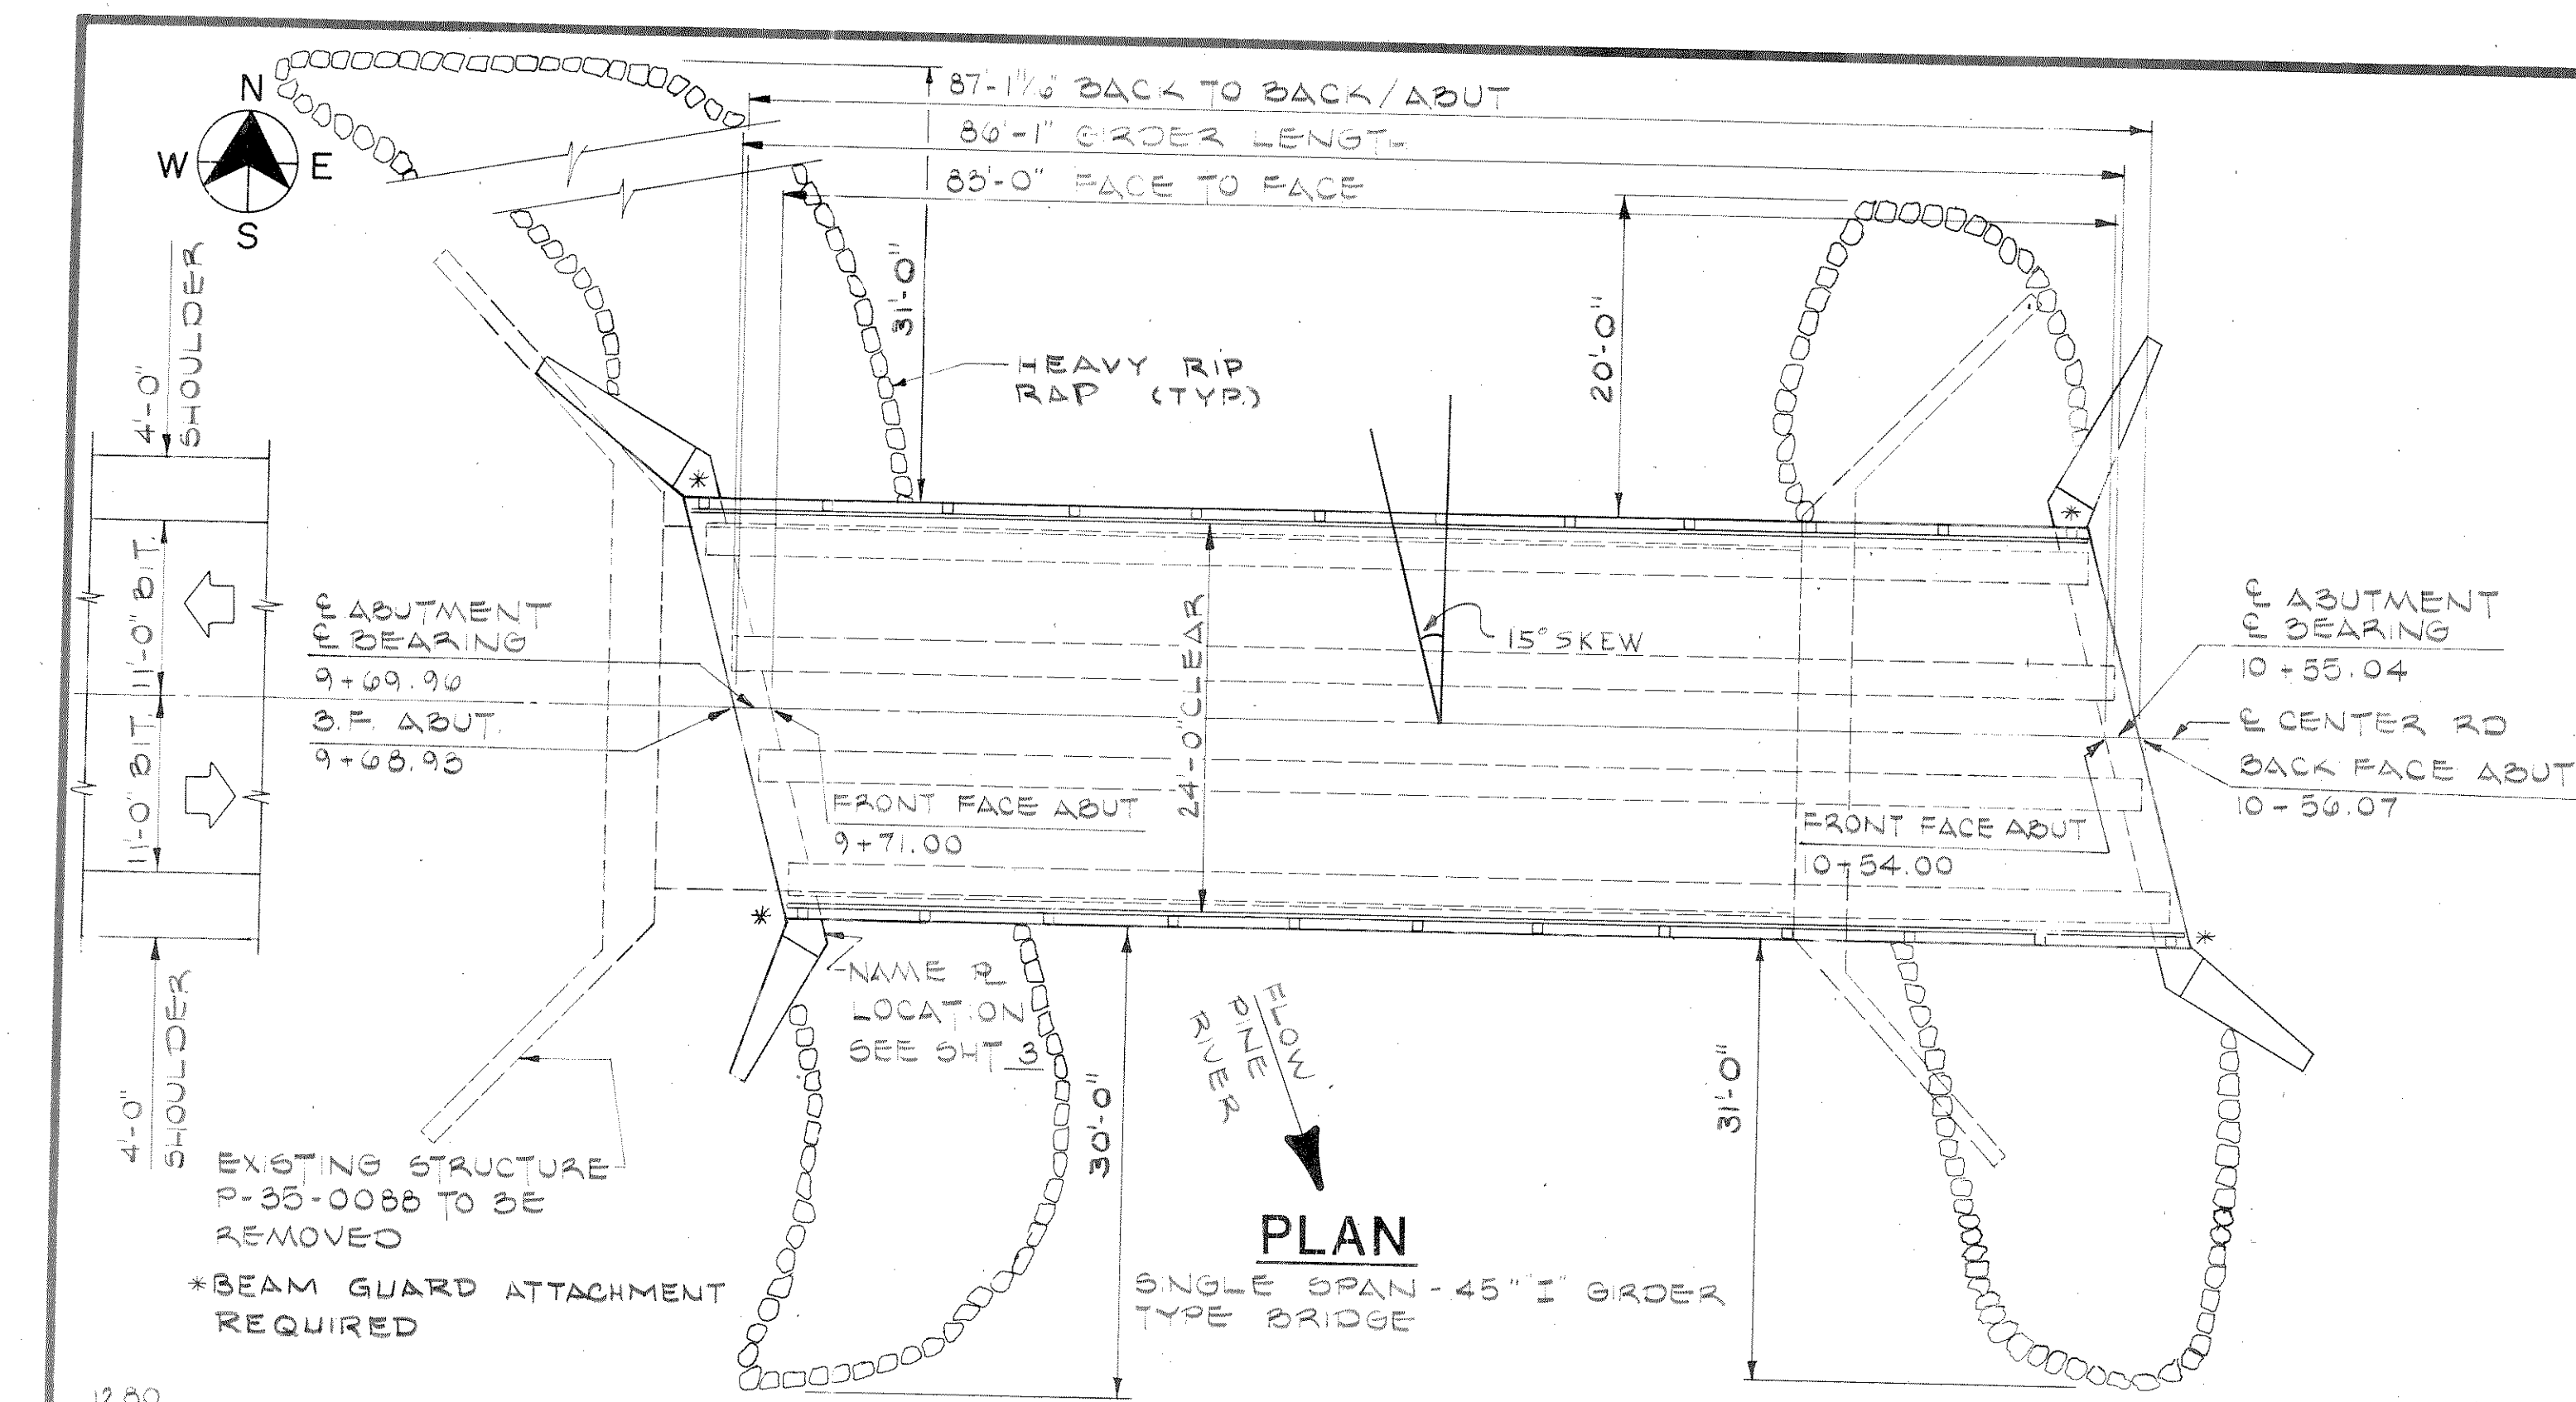 N
W E
S
87'-1 11/16" BACK TO BACK/ABUT
86'-1" GIRDER LENGTH
83'-0" FACE TO FACE
4'-0"
SHOULDER
31'-0"
20'-0"
HEAVY RIP
RAP (TYP.)
11'-0" BIT.
11'-0" BIT.
4'-0"
SHOULDER
℄ ABUTMENT
℄ BEARING
9+69.96
B.F. ABUT.
9+68.93
FRONT FACE ABUT
9+71.00
24'-0" CLEAR
15° SKEW
℄ ABUTMENT
℄ BEARING
10+55.04
℄ CENTER RD
BACK FACE ABUT
10+56.07
FRONT FACE ABUT
10+54.00
NAME PL
LOCATION
SEE SHT 3
FLOW
PINE
RIVER
30'-0"
31'-0"
EXISTING STRUCTURE
P-35-0088 TO BE
REMOVED
*BEAM GUARD ATTACHMENT
REQUIRED
PLAN
SINGLE SPAN - 45" "I" GIRDER
TYPE BRIDGE